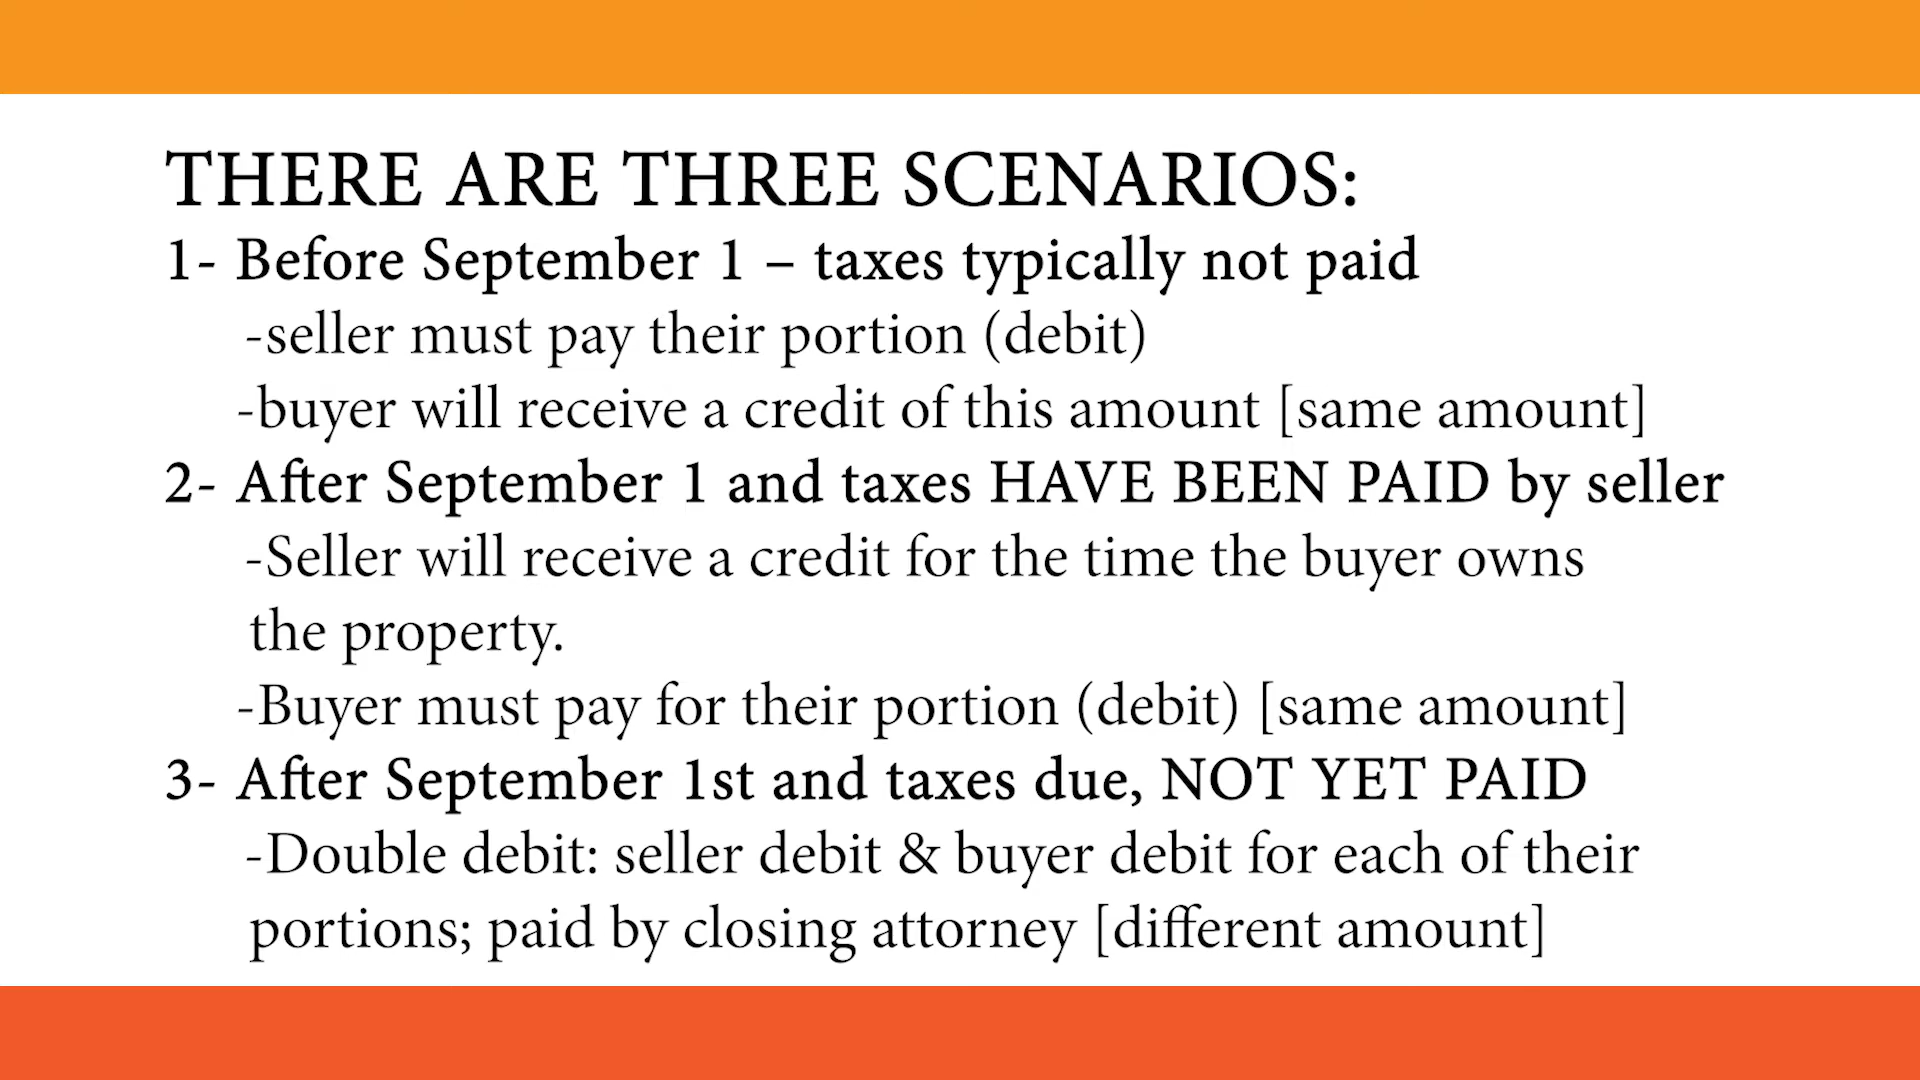 THERE ARE THREE SCENARIOS:
1- Before September 1 – taxes typically not paid
-seller must pay their portion (debit)
-buyer will receive a credit of this amount [same amount]
2- After September 1 and taxes HAVE BEEN PAID by seller
-Seller will receive a credit for the time the buyer owns
the property.
-Buyer must pay for their portion (debit) [same amount]
3- After September 1st and taxes due, NOT YET PAID
-Double debit: seller debit & buyer debit for each of their
portions; paid by closing attorney [different amount]